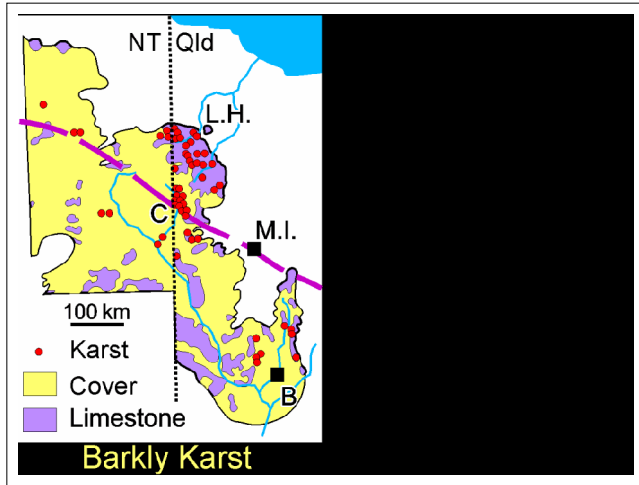 NT Qld
L.H.
C
M.I.
100 km
Karst
Cover
B
Limestone
Barkly Karst